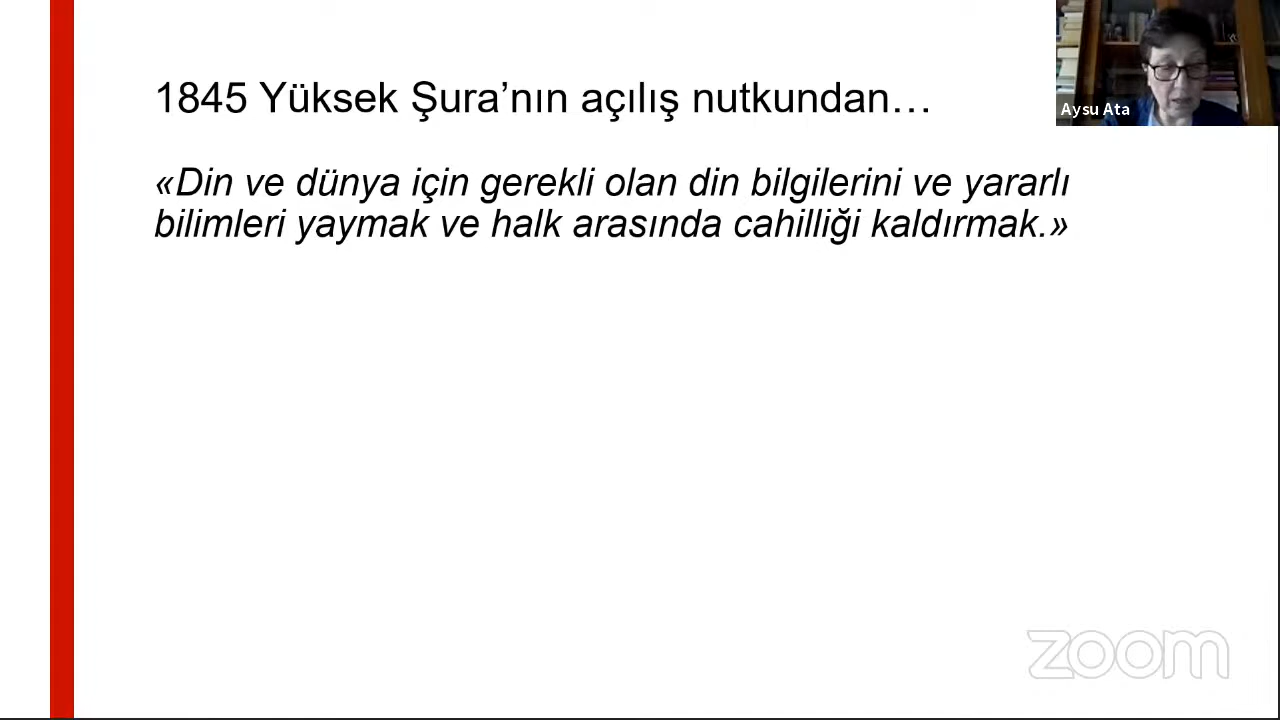 1845 Yüksek Şura’nın açılış nutkundan…
Aysu Ata
«Din ve dünya için gerekli olan din bilgilerini ve yararlı
bilimleri yaymak ve halk arasında cahilliği kaldırmak.»
zoom